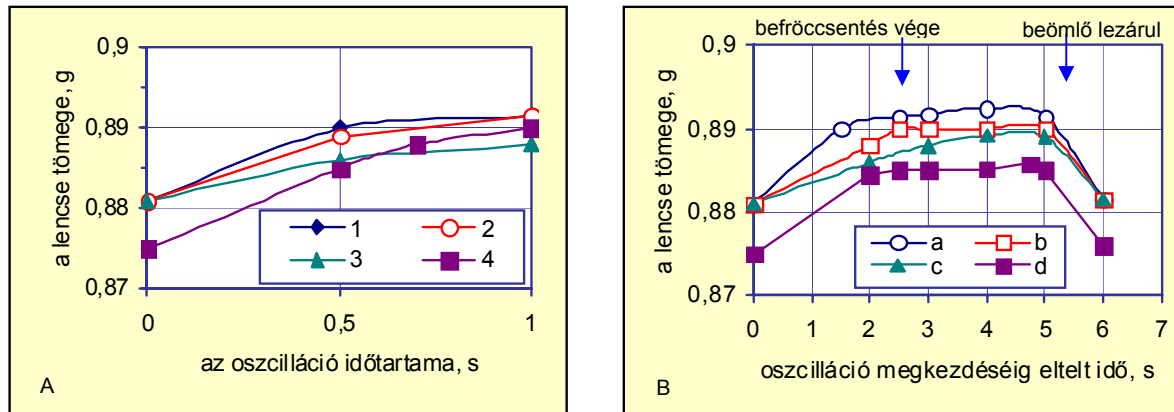 0,9
0,89
0,88
0,87
a lencse tömege, g
1
2
3
4
0
0,5
1
az oszcilláció időtartama, s
A
befröccsentés vége
beömlő lezárul
0,9
0,89
0,88
0,87
a lencse tömege, g
a
b
c
d
0
1
2
3
4
5
6
7
oszcilláció megkezdéséig eltelt idő, s
B